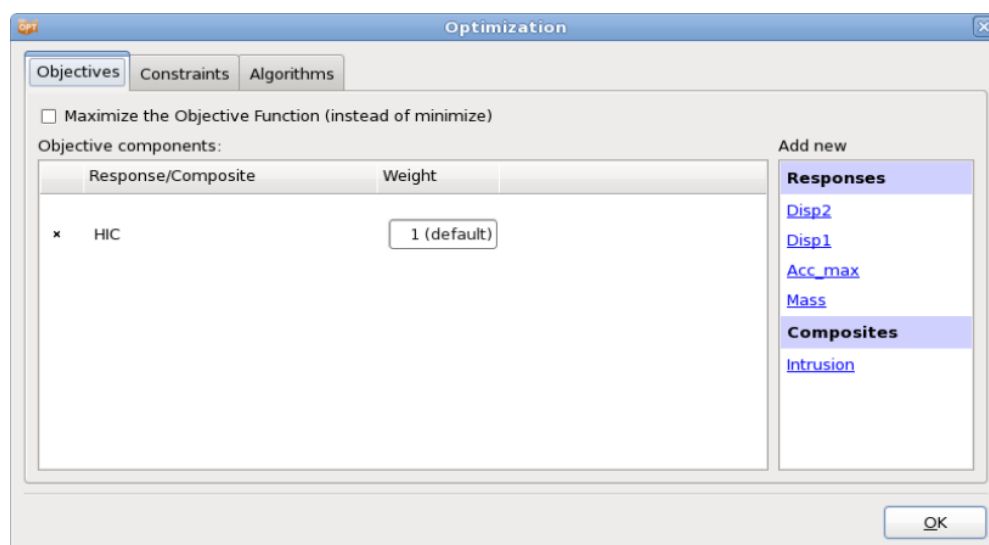 OPT
Optimization
Objectives Constraints Algorithms
Maximize the Objective Function (instead of minimize)
Objective components:
Add new
Response/Composite Weight
Responses
HIC 1 (default)
Disp2
Disp1
Acc_max
Mass
Composites
Intrusion
OK